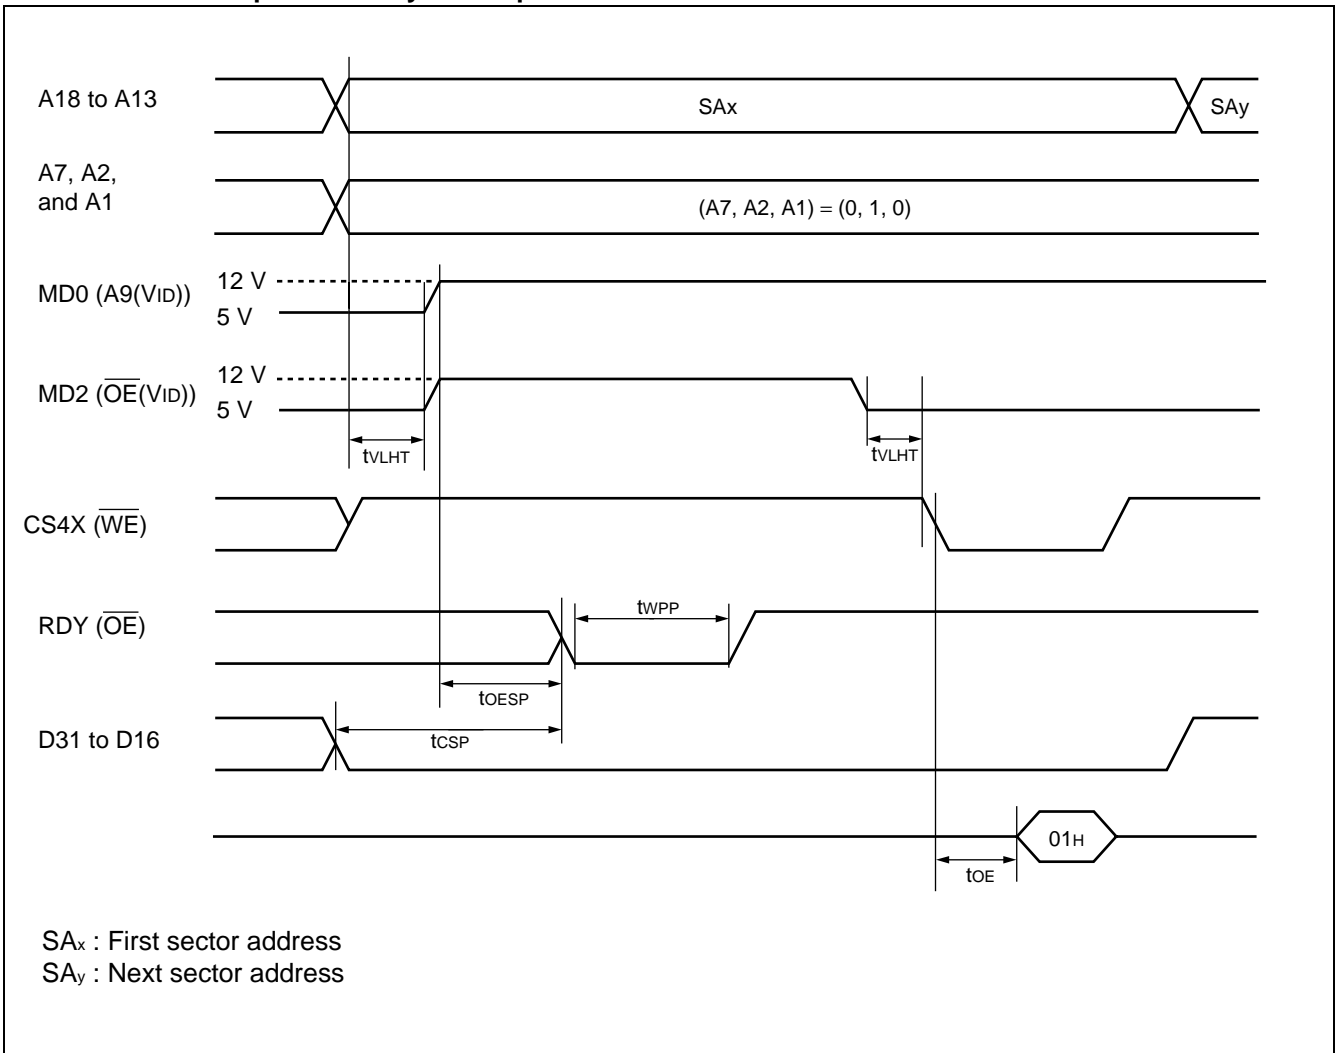 A18 to A13
SAx
SAy
A7, A2,
and A1
(A7, A2, A1) = (0, 1, 0)
MD0 (A9(VID))
12 V
5 V
MD2 (OE(VID))
12 V
5 V
tVLHT
tVLHT
CS4X (WE)
RDY (OE)
tWPP
tOESP
tCSP
D31 to D16
01H
tOE
SAx : First sector address
SAy : Next sector address